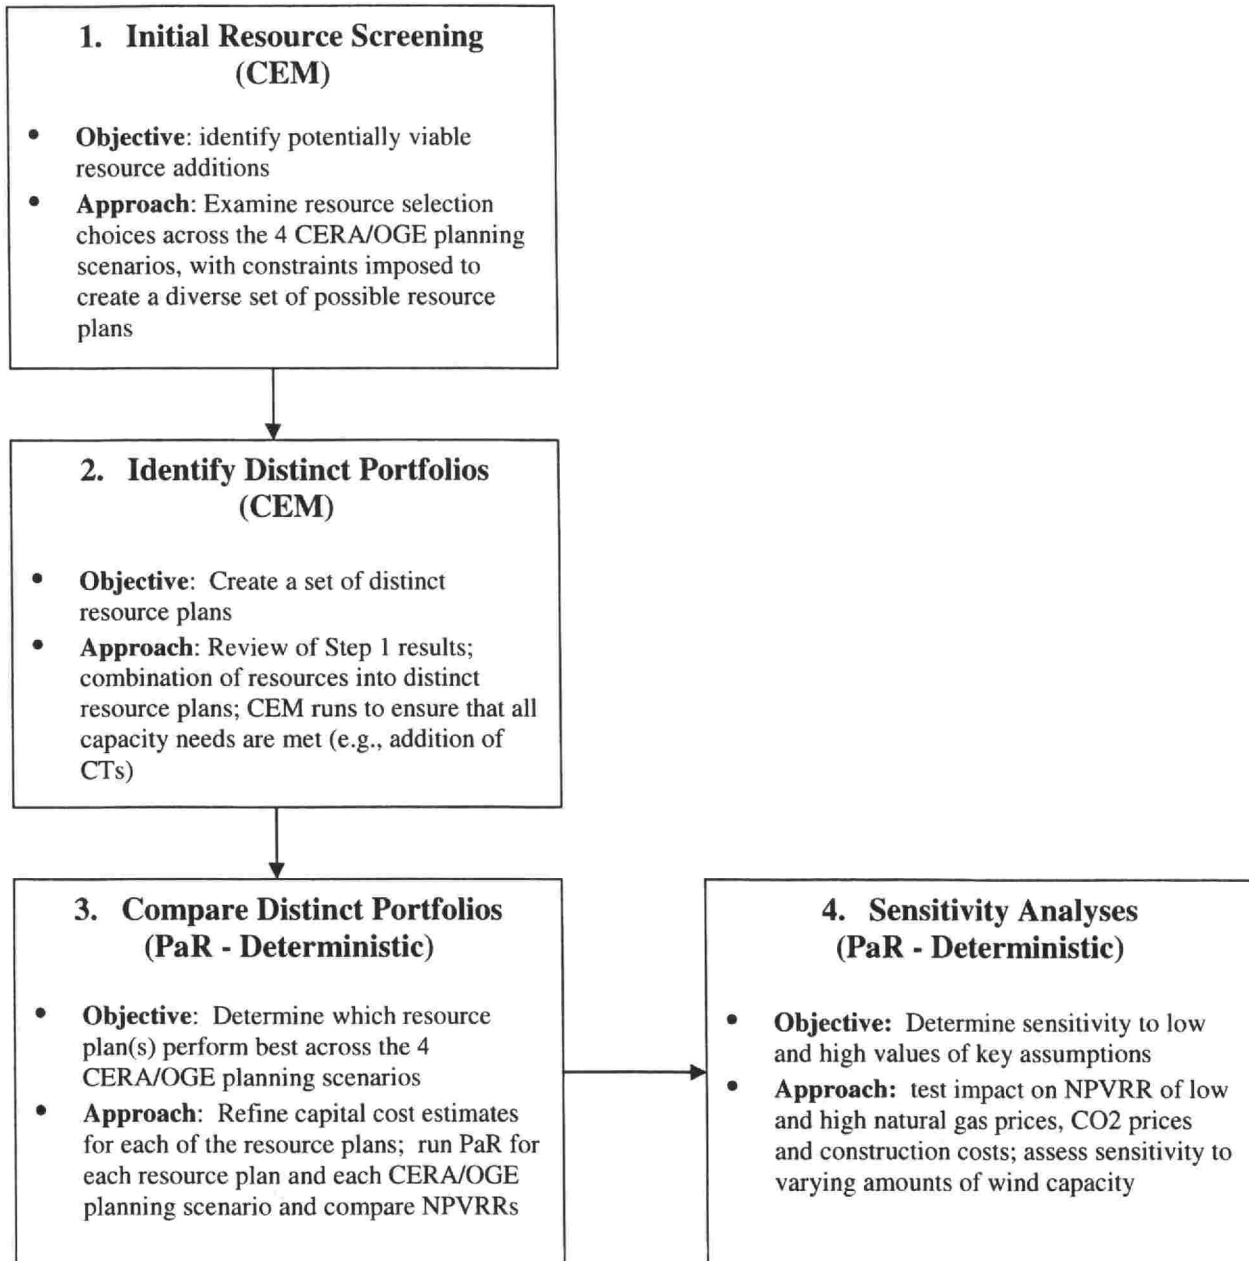 1. Initial Resource Screening
(CEM)
• Objective: identify potentially viable
resource additions
• Approach: Examine resource selection
choices across the 4 CERA/OGE planning
scenarios, with constraints imposed to
create a diverse set of possible resource
plans
2. Identify Distinct Portfolios
(CEM)
• Objective: Create a set of distinct
resource plans
• Approach: Review of Step 1 results;
combination of resources into distinct
resource plans; CEM runs to ensure that all
capacity needs are met (e.g., addition of
CTs)
3. Compare Distinct Portfolios
(PaR - Deterministic)
• Objective: Determine which resource
plan(s) perform best across the 4
CERA/OGE planning scenarios
• Approach: Refine capital cost estimates
for each of the resource plans; run PaR for
each resource plan and each CERA/OGE
planning scenario and compare NPVRRs
4. Sensitivity Analyses
(PaR - Deterministic)
• Objective: Determine sensitivity to low
and high values of key assumptions
• Approach: test impact on NPVRR of low
and high natural gas prices, CO2 prices
and construction costs; assess sensitivity to
varying amounts of wind capacity